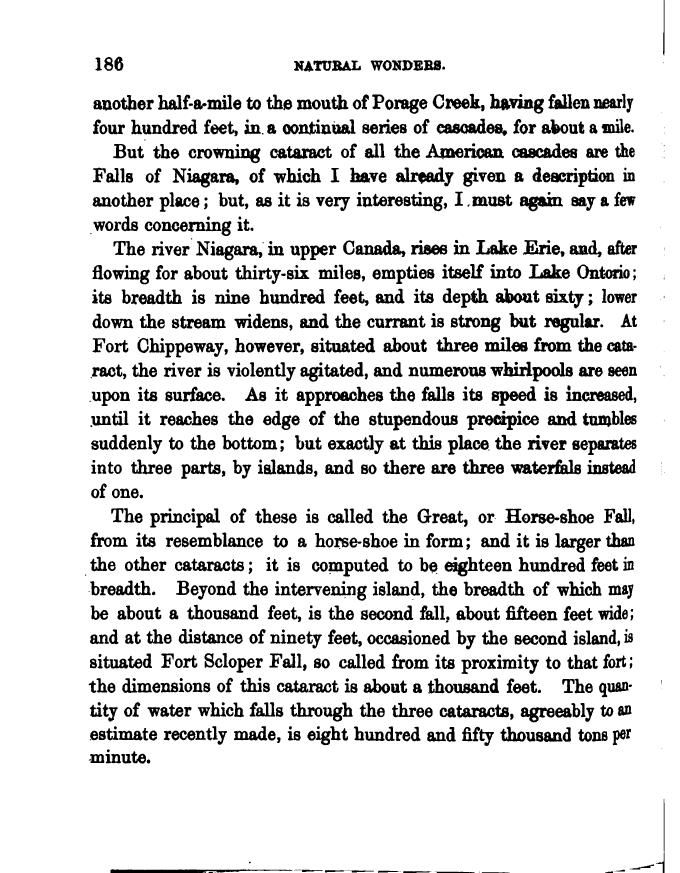 186 NATURAL WONDERS.
another half-a-mile to the mouth of Porage Creek, having fallen nearly
four hundred feet, in a continual series of cascades, for about a mile.
But the crowning cataract of all the American cascades are the
Falls of Niagara, of which I have already given a description in
another place; but, as it is very interesting, I must again say a few
words concerning it.
The river Niagara, in upper Canada, rises in Lake Erie, and, after
flowing for about thirty-six miles, empties itself into Lake Ontorio;
its breadth is nine hundred feet, and its depth about sixty; lower
down the stream widens, and the currant is strong but regular. At
Fort Chippeway, however, situated about three miles from the cata-
ract, the river is violently agitated, and numerous whirlpools are seen
upon its surface. As it approaches the falls its speed is increased,
until it reaches the edge of the stupendous precipice and tumbles
suddenly to the bottom; but exactly at this place the river separates
into three parts, by islands, and so there are three waterfals instead
of one.
The principal of these is called the Great, or Horse-shoe Fall,
from its resemblance to a horse-shoe in form; and it is larger than
the other cataracts; it is computed to be eighteen hundred feet in
breadth. Beyond the intervening island, the breadth of which may
be about a thousand feet, is the second fall, about fifteen feet wide;
and at the distance of ninety feet, occasioned by the second island, is
situated Fort Scloper Fall, so called from its proximity to that fort;
the dimensions of this cataract is about a thousand feet. The quan-
tity of water which falls through the three cataracts, agreeably to an
estimate recently made, is eight hundred and fifty thousand tons per
minute.